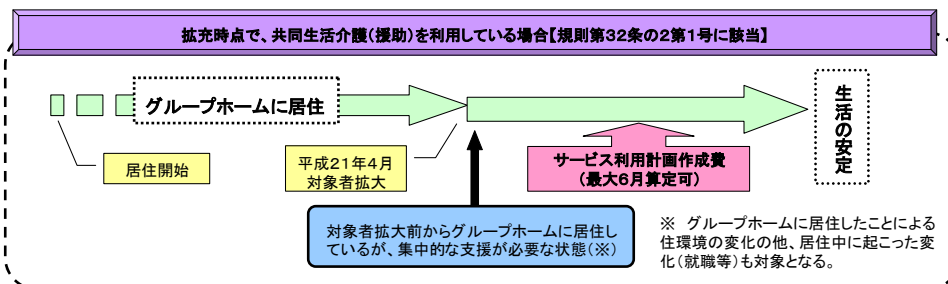 拡充時点で、共同生活介護(援助)を利用している場合【規則第32条の2第1号に該当】
グループホームに居住
生活の安定
居住開始
平成21年4月
対象者拡大
サービス利用計画作成費
(最大6月算定可)
対象者拡大前からグループホームに居住し
ているが、集中的な支援が必要な状態(※)
※ グループホームに居住したことによる
住環境の変化の他、居住中に起こった変
化(就職等)も対象となる。